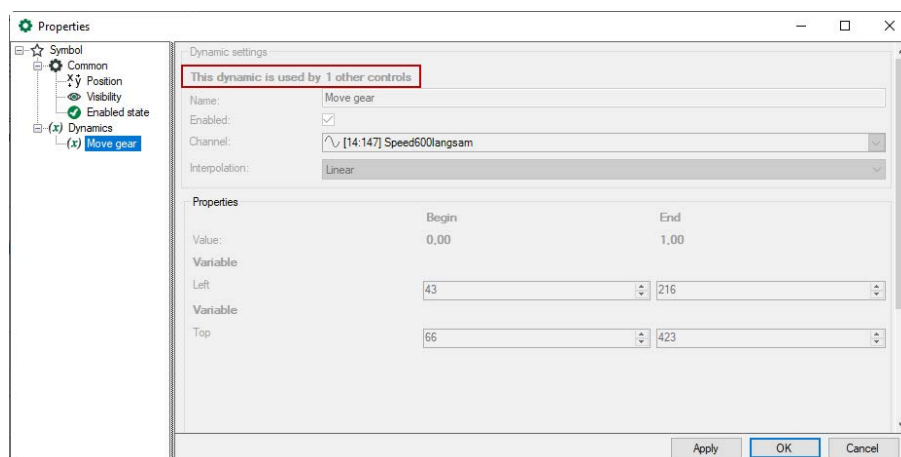 Properties
Symbol
Common
Position
Visibility
Enabled state
Dynamics
Move gear
Dynamic settings
This dynamic is used by 1 other controls
Name: Move gear
Enabled:
Channel: [14:147] Speed600langsam
Interpolation: Linear
Properties
Begin End
Value: 0,00 1,00
Variable
Left 43 216
Variable
Top 66 423
Apply OK Cancel